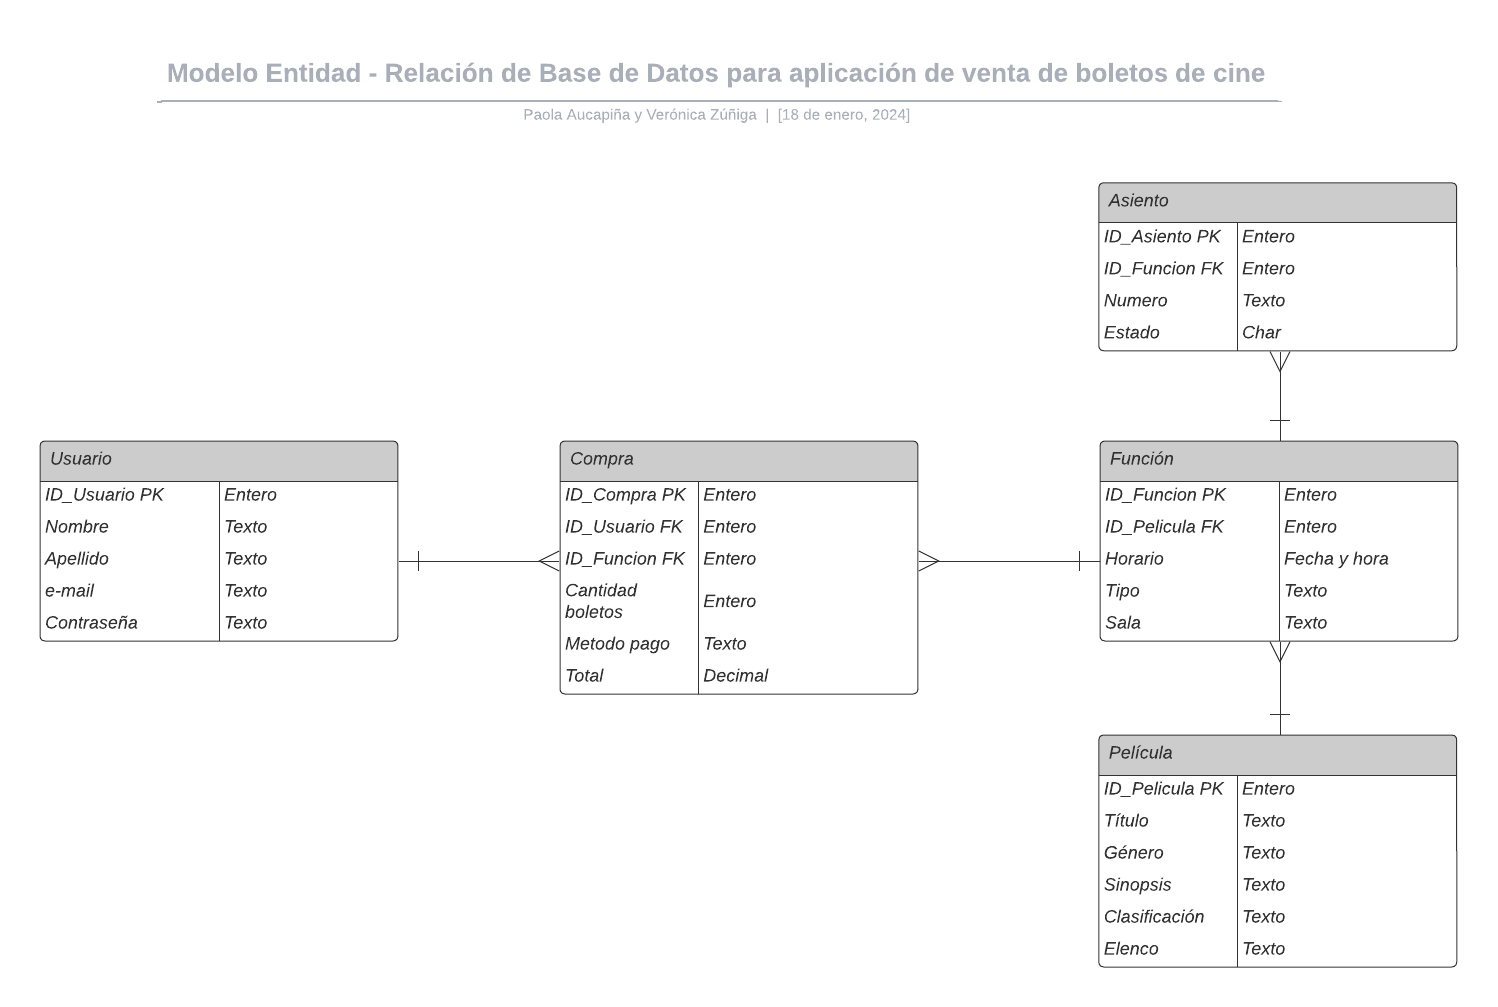 Modelo Entidad - Relación de Base de Datos para aplicación de venta de boletos de cine
Paola Aucapiña y Verónica Zúñiga | [18 de enero, 2024]
Asiento
ID_Asiento PK Entero
ID_Funcion FK Entero
Numero Texto
Estado Char
Usuario
ID_Usuario PK Entero
Nombre Texto
Apellido Texto
e-mail Texto
Contraseña Texto
Compra
ID_Compra PK Entero
ID_Usuario FK Entero
ID_Funcion FK Entero
Cantidad
boletos Entero
Metodo pago Texto
Total Decimal
Función
ID_Funcion PK Entero
ID_Pelicula FK Entero
Horario Fecha y hora
Tipo Texto
Sala Texto
Película
ID_Pelicula PK Entero
Título Texto
Género Texto
Sinopsis Texto
Clasificación Texto
Elenco Texto